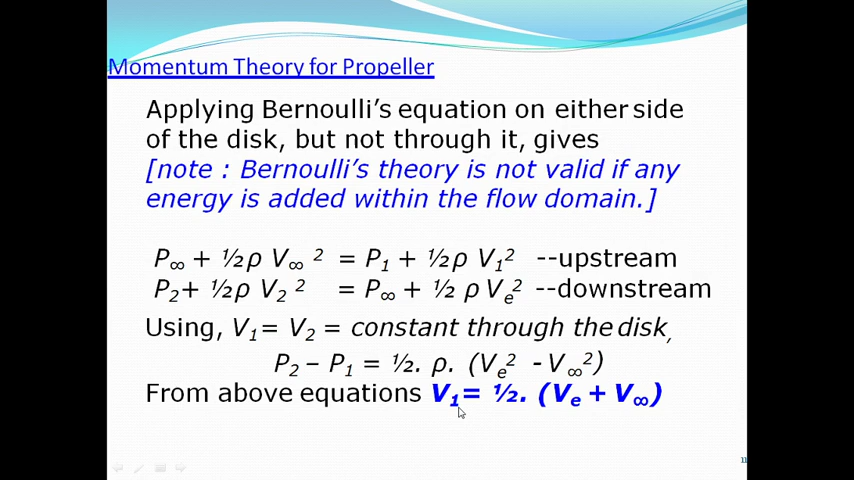 Momentum Theory for Propeller
Applying Bernoulli's equation on either side
of the disk, but not through it, gives
[note : Bernoulli's theory is not valid if any
energy is added within the flow domain.]
P∞ + ½ρ V∞ ² = P₁ + ½ρ V₁² --upstream
P₂+ ½ρ V₂ ² = P∞ + ½ ρ Vₑ² --downstream
Using, V₁= V₂ = constant through the disk,
P₂ – P₁ = ½. ρ. (Vₑ² - V∞²)
From above equations V₁= ½. (Vₑ + V∞)